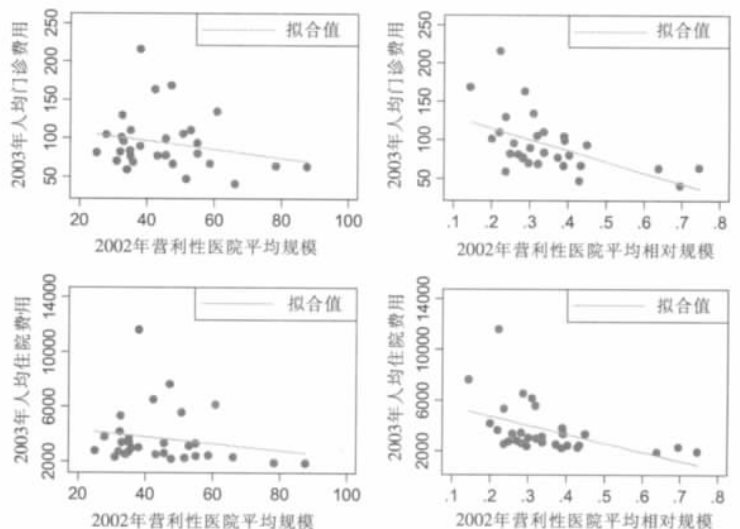 2003年人均门诊费用
250
200
150
100
50
拟合值
20 40 60 80 100
2002年营利性医院平均规模
2003年人均门诊费用
250
200
150
100
50
拟合值
.1 .2 .3 .4 .5 .6 .7 .8
2002年营利性医院平均相对规模
2003年人均住院费用
14000
10000
6000
2000
拟合值
20 40 60 80 100
2002年营利性医院平均规模
2003年人均住院费用
14000
10000
6000
2000
拟合值
.1 .2 .3 .4 .5 .6 .7 .8
2002年营利性医院平均相对规模